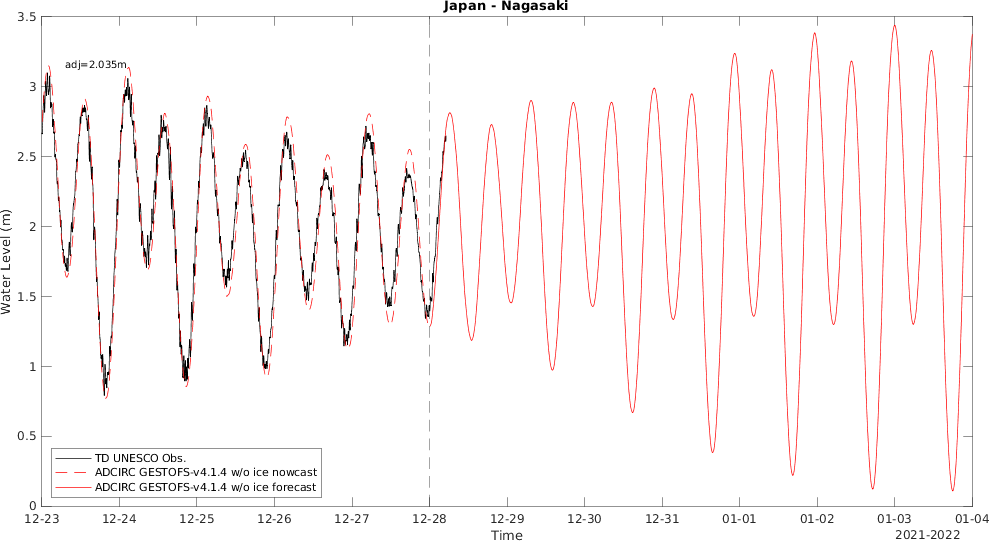 Japan - Nagasaki
adj=2.035m
Water Level (m)
3.5
3
2.5
2
1.5
1
0.5
0
TD UNESCO Obs.
ADCIRC GESTOFS-v4.1.4 w/o ice nowcast
ADCIRC GESTOFS-v4.1.4 w/o ice forecast
12-23 12-24 12-25 12-26 12-27 12-28 12-29 12-30 12-31 01-01 01-02 01-03 01-04
Time
2021-2022